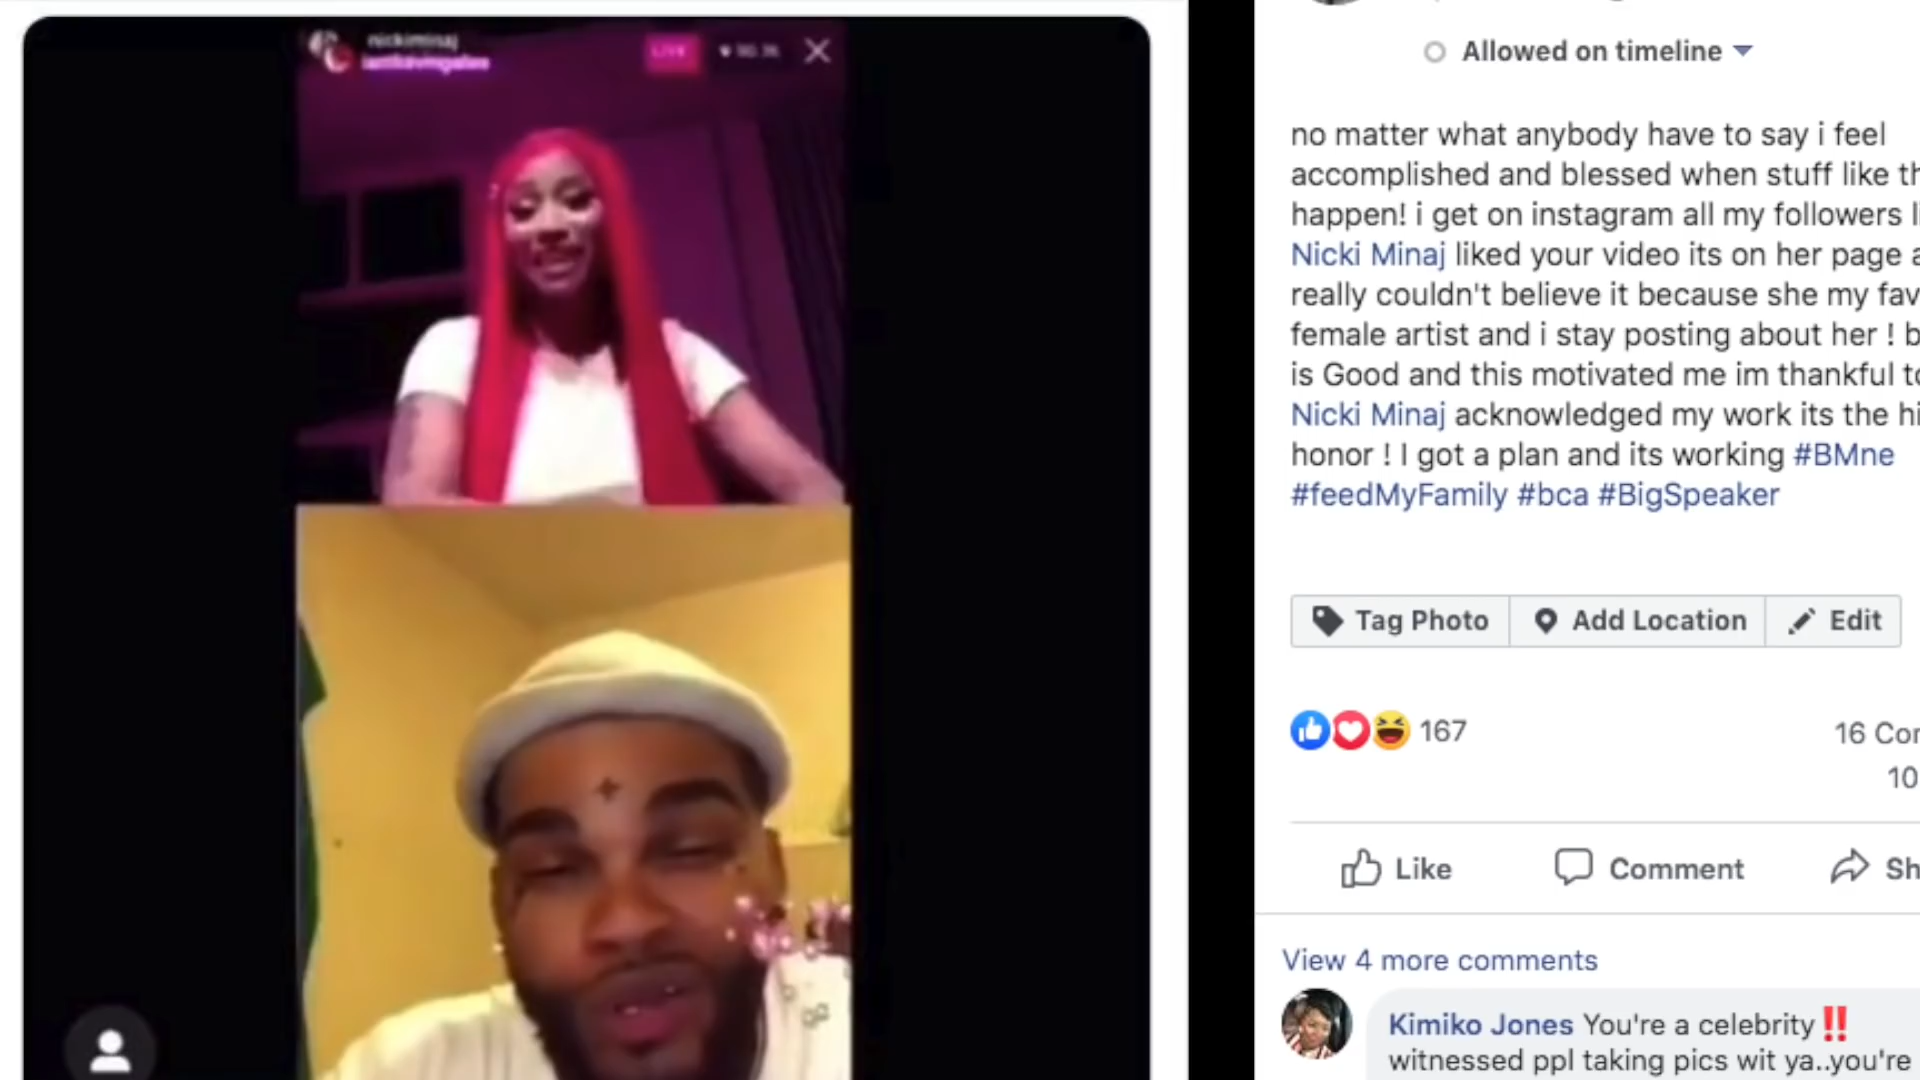 nickiminaj
LIVE
Allowed on timeline
no matter what anybody have to say i feel
accomplished and blessed when stuff like th
happen! i get on instagram all my followers li
Nicki Minaj liked your video its on her page a
really couldn't believe it because she my fav
female artist and i stay posting about her ! b
is Good and this motivated me im thankful to
Nicki Minaj acknowledged my work its the hi
honor ! I got a plan and its working #BMne
#feedMyFamily #bca #BigSpeaker
Tag Photo
Add Location
Edit
167
16 Cor
10
Like
Comment
Sh
View 4 more comments
Kimiko Jones You're a celebrity‼️
witnessed ppl taking pics wit ya..you're